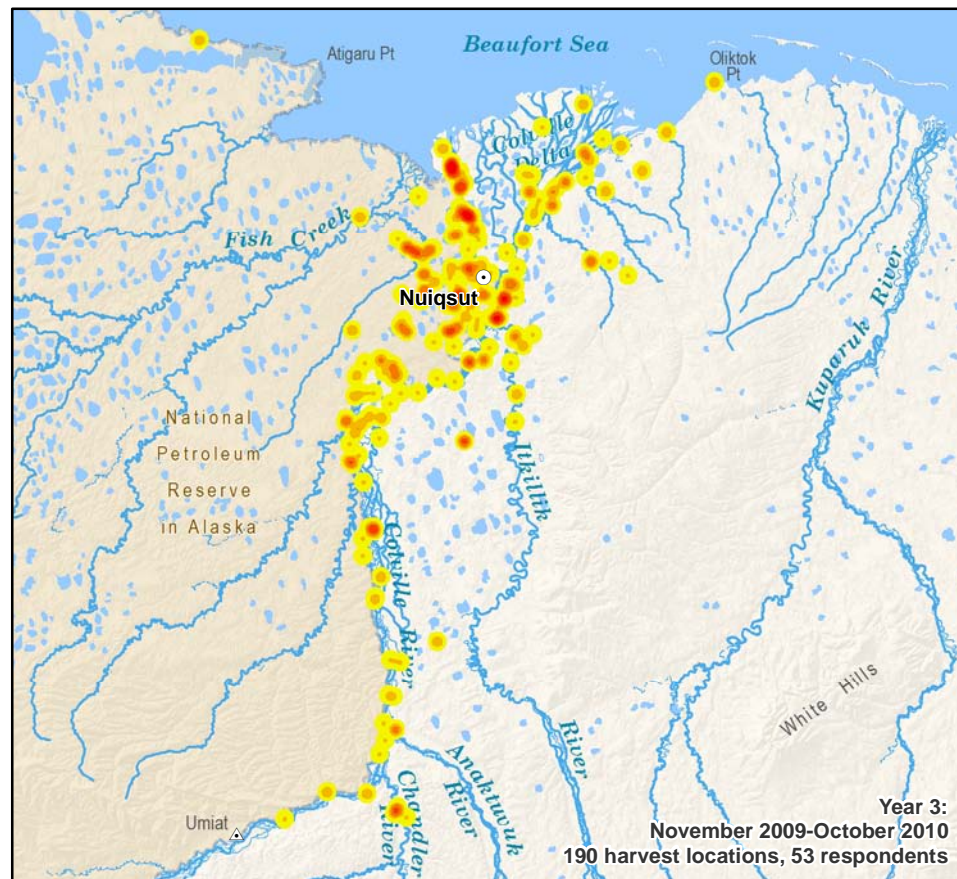 Beaufort Sea
Atigaru Pt
Oliktok
Pt
Colville
Delta
Fish Creek
Nuiqsut
Kuparuk River
National
Petroleum
Reserve
in Alaska
Itkillik
River
Colville
River
White Hills
Anaktuvuk
River
Chandler
River
Umiat
Year 3:
November 2009-October 2010
190 harvest locations, 53 respondents